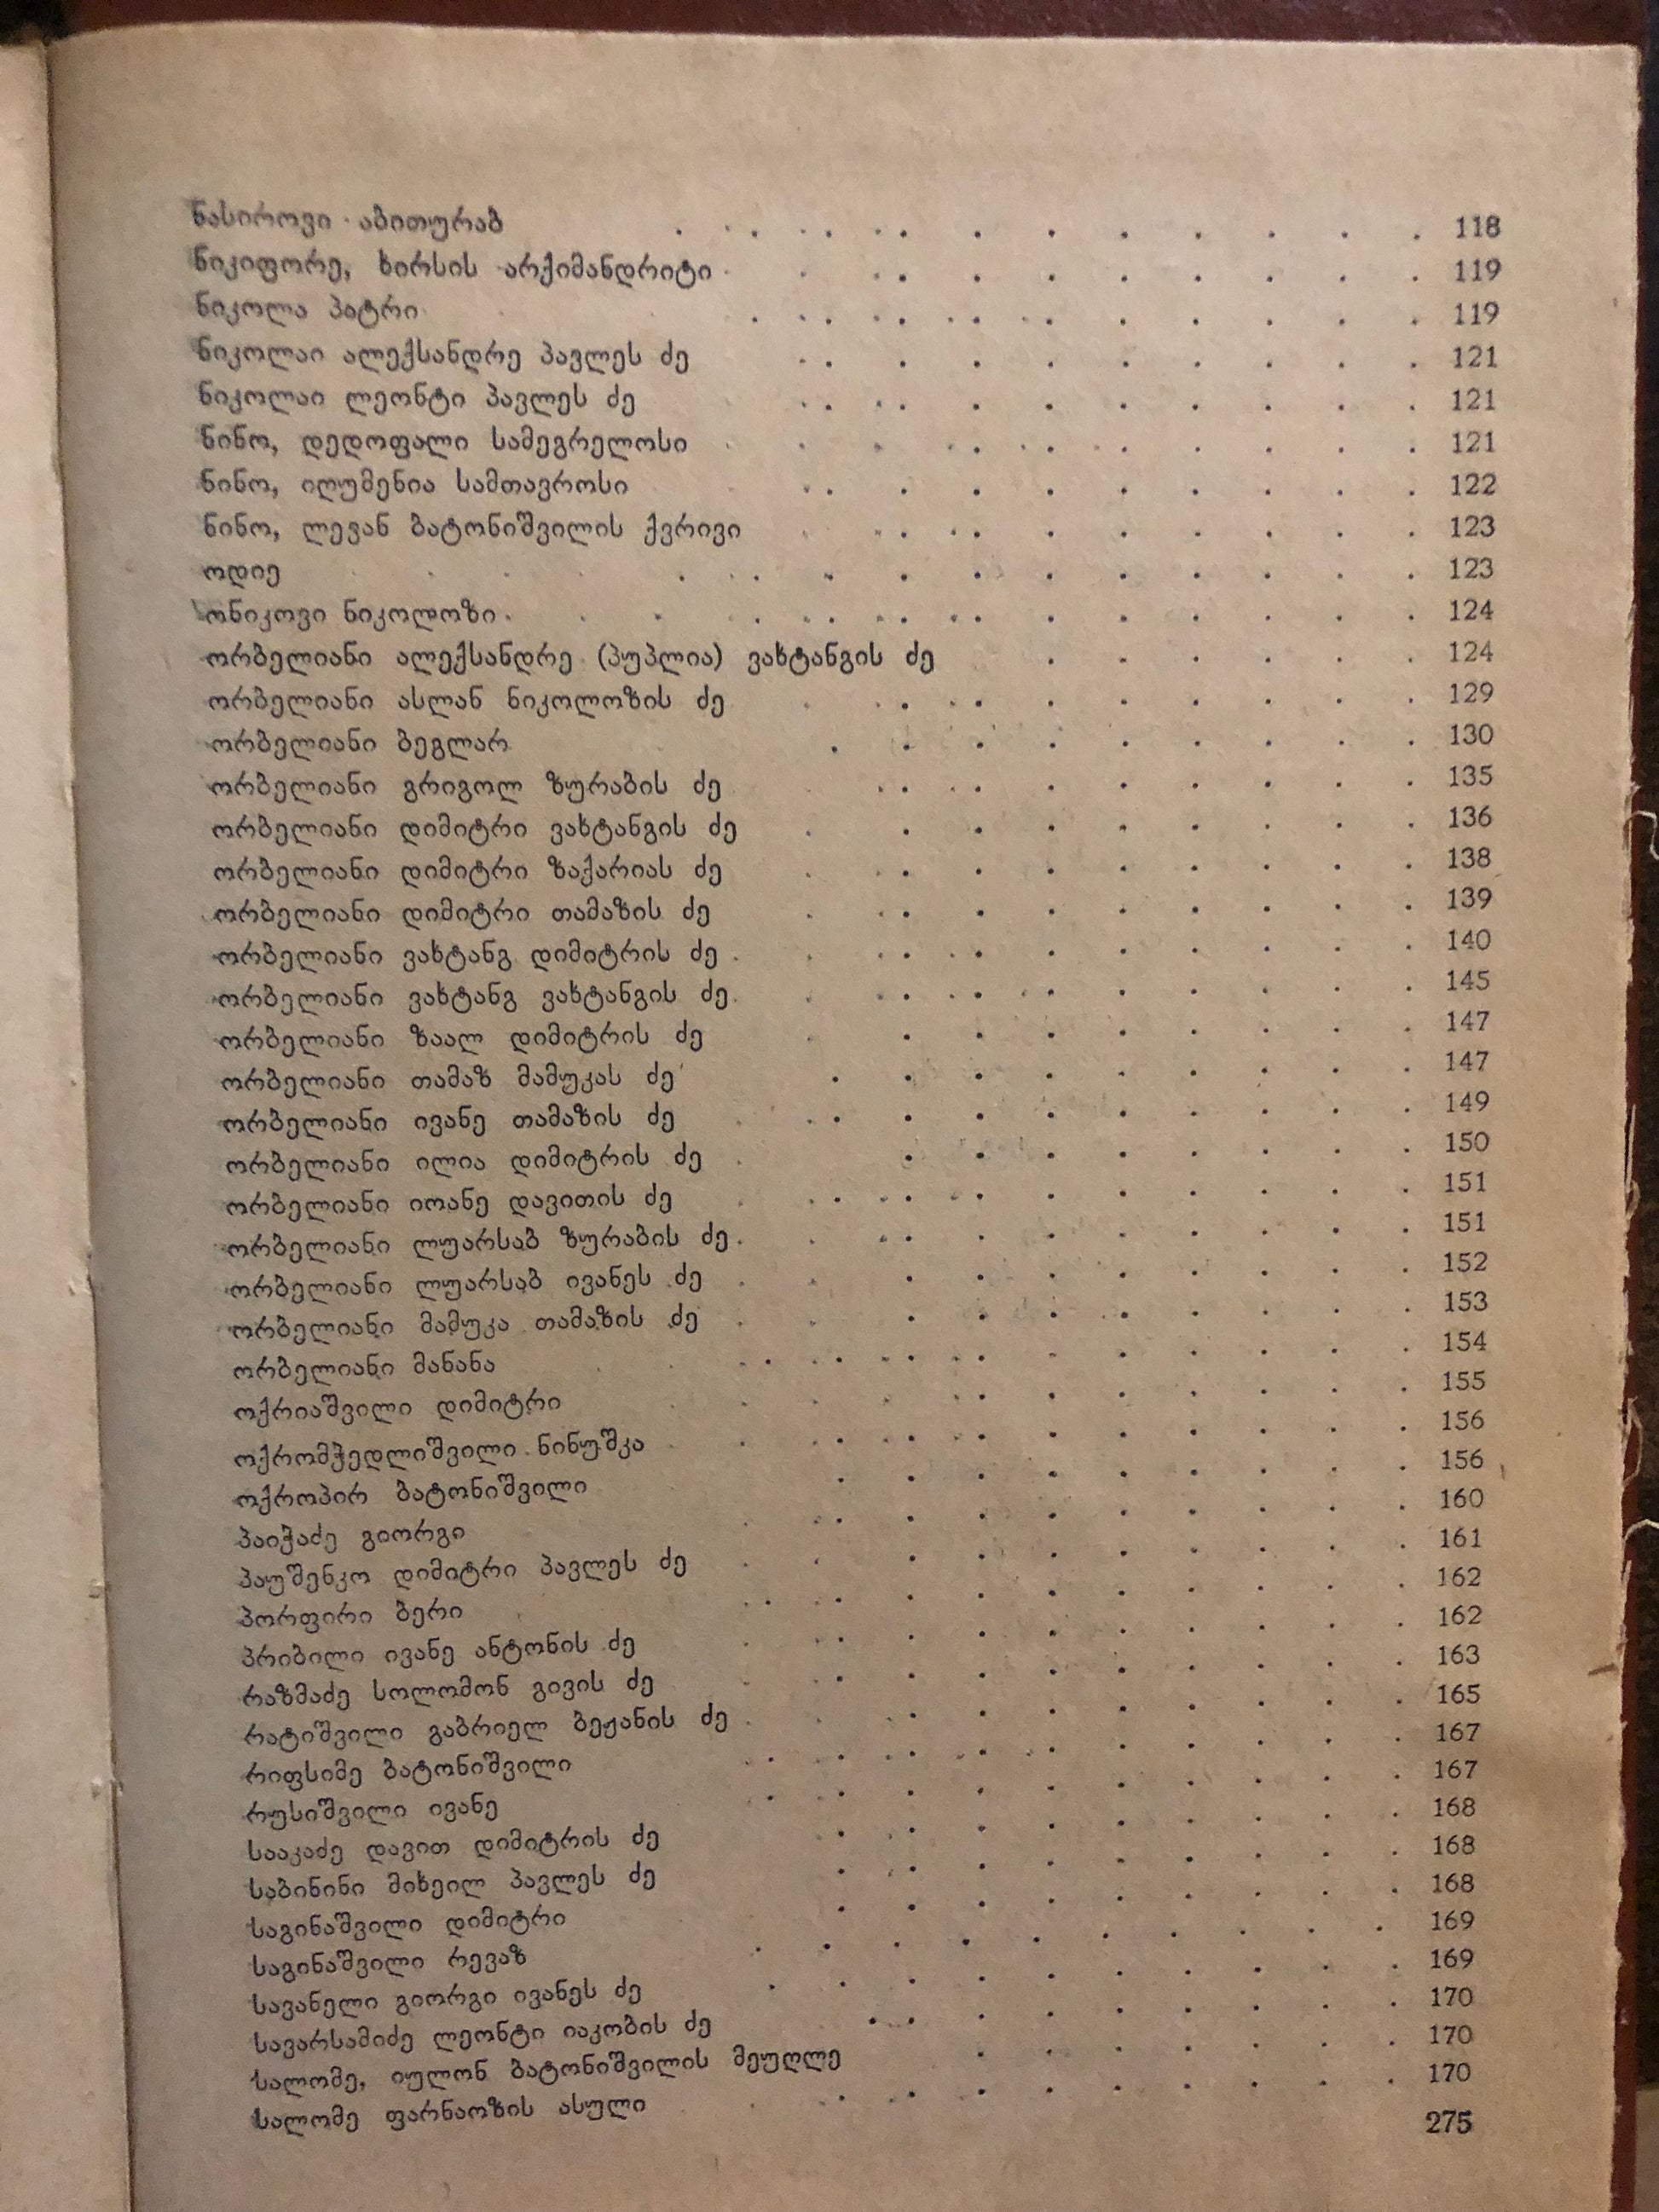 ნასიროვი აბითურაბ . . . . . . . . . . 118
ნიკიფორე, ხირსის არქიმანდრიტი . . . . . . . . 119
ნიკოლა პატრი . . . . . . . . . . 119
ნიკოლაი ალექსანდრე პავლეს ძე . . . . . . . . 121
ნიკოლაი ლეონტი პავლეს ძე . . . . . . . . 121
ნინო, დედოფალი სამეგრელოსი . . . . . . . . 121
ნინო, იღუმენია სამთავროსი . . . . . . . . 122
ნინო, ლევან ბატონიშვილის ქვრივი . . . . . . . . 123
ოდიე . . . . . . . . . . 123
ონიკოვი ნიკოლოზი . . . . . . . . . . 124
ორბელიანი ალექსანდრე (პუპლია) ვახტანგის ძე . . . . . . 124
ორბელიანი ასლან ნიკოლოზის ძე . . . . . . . . 129
ორბელიანი ბეგლარ . . . . . . . . . 130
ორბელიანი გრიგოლ ზურაბის ძე . . . . . . . . 135
ორბელიანი დიმიტრი ვახტანგის ძე . . . . . . . . 136
ორბელიანი დიმიტრი ზაქარიას ძე . . . . . . . . 138
ორბელიანი დიმიტრი თამაზის ძე . . . . . . . . 139
ორბელიანი ვახტანგ დიმიტრის ძე . . . . . . . . 140
ორბელიანი ვახტანგ ვახტანგის ძე . . . . . . . . 145
ორბელიანი ზაალ დიმიტრის ძე . . . . . . . . 147
ორბელიანი თამაზ მამუკას ძე . . . . . . . . . 147
ორბელიანი ივანე თამაზის ძე . . . . . . . . . 149
ორბელიანი ილია დიმიტრის ძე . . . . . . . . 150
ორბელიანი იოანე დავითის ძე . . . . . . . . . 151
ორბელიანი ლუარსაბ ზურაბის ძე . . . . . . . . 151
ორბელიანი ლუარსაბ ივანეს ძე . . . . . . . . 152
ორბელიანი მამუკა თამაზის ძე . . . . . . . . 153
ორბელიანი მანანა . . . . . . . . . . 154
ოქრიაშვილი დიმიტრი . . . . . . . . 155
ოქრომჭედლიშვილი ნინუშკა . . . . . . . . . 156
ოქროპირ ბატონიშვილი . . . . . . . . . 156
პაიჭაძე გიორგი . . . . . . . . . 160
პაუშენკო დიმიტრი პავლეს ძე . . . . . . . . 161
პორფირი ბერი . . . . . . . . . . 162
პრიბილი ივანე ანტონის ძე . . . . . . . . . 162
რაზმაძე სოლომონ გივის ძე . . . . . . . . . 163
რატიშვილი გაბრიელ ბეჟანის ძე . . . . . . . . 165
რიფსიმე ბატონიშვილი . . . . . . . . . . 167
რუსიშვილი ივანე . . . . . . . . . . 167
სააკაძე დავით დიმიტრის ძე . . . . . . . . . 168
საბინინი მიხეილ პავლეს ძე . . . . . . . . . 168
საგინაშვილი დიმიტრი . . . . . . . . . 168
საგინაშვილი რევაზ . . . . . . . . . . 169
სავანელი გიორგი ივანეს ძე . . . . . . . . . . 169
სავარსამიძე ლეონტი იაკობის ძე . . . . . . . . 170
სალომე, იულონ ბატონიშვილის მეუღლე . . . . . . . 170
სალომე ფარნაოზის ასული . . . . . . . . . 170
275